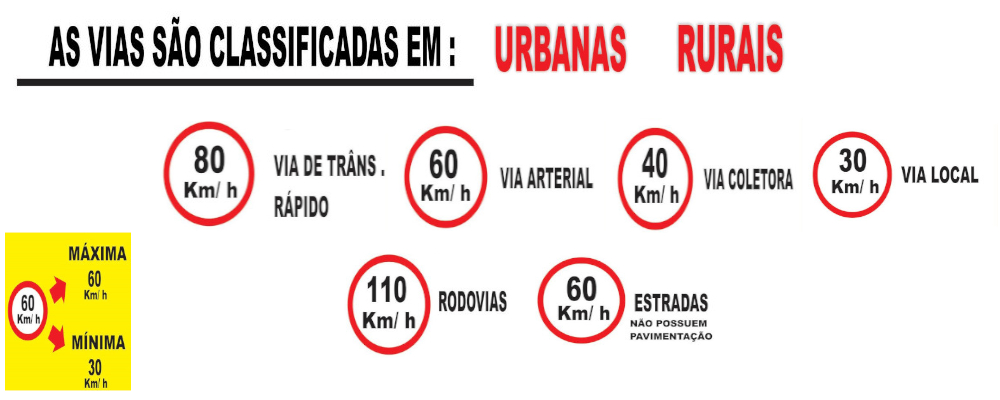 AS VIAS SÃO CLASSIFICADAS EM : URBANAS RURAIS
80
Km/ h
VIA DE TRÂNS .
RÁPIDO
60
Km/ h
VIA ARTERIAL
40
Km/ h
VIA COLETORA
30
Km/ h
VIA LOCAL
MÁXIMA
60
Km/ h
60
Km/ h
MÍNIMA
30
Km/ h
110
Km/ h
RODOVIAS
60
Km/ h
ESTRADAS
NÃO POSSUEM
PAVIMENTAÇÃO